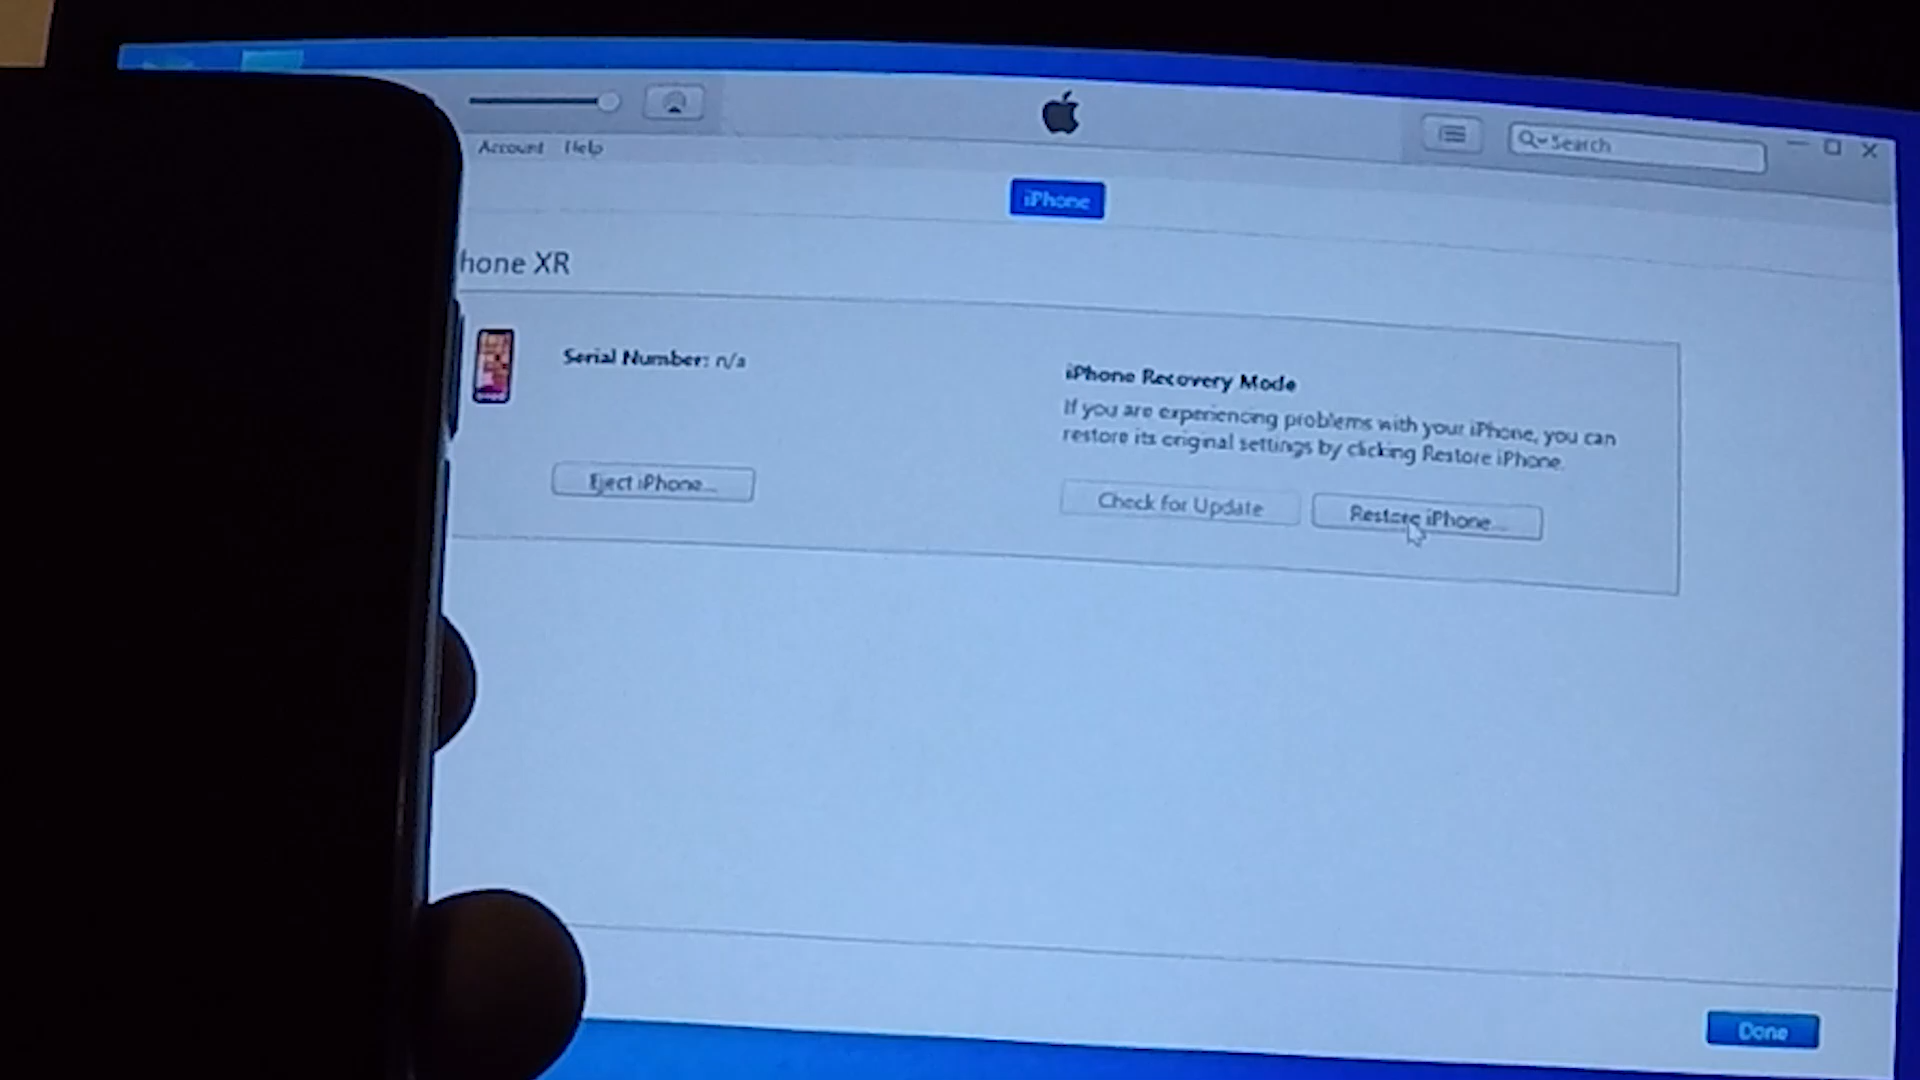 Account Help
Search
iPhone
hone XR
Serial Number: n/a
iPhone Recovery Mode
If you are experiencing problems with your iPhone, you can
restore its original settings by clicking Restore iPhone.
Eject iPhone...
Check for Update
Restore iPhone...
Done